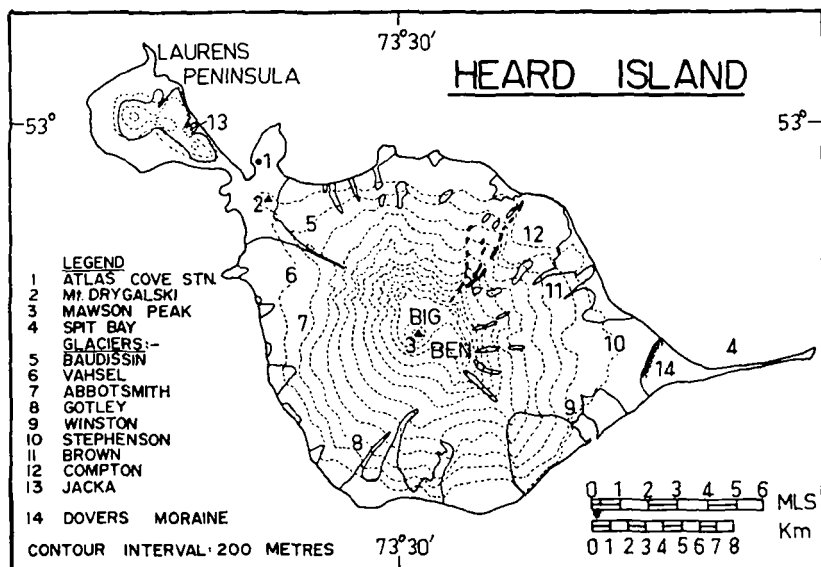 73°30'
LAURENS
PENINSULA
HEARD ISLAND
53°
53°
13
1
2
5
12
6
11
7
BIG
3
BEN
10
4
14
9
8
LEGEND
1 ATLAS COVE STN.
2 Mt. DRYGALSKI
3 MAWSON PEAK
4 SPIT BAY
GLACIERS:-
5 BAUDISSIN
6 VAHSEL
7 ABBOTSMITH
8 GOTLEY
9 WINSTON
10 STEPHENSON
11 BROWN
12 COMPTON
13 JACKA
14 DOVERS MORAINE
CONTOUR INTERVAL: 200 METRES
73°30'
0 1 2 3 4 5 6
MLS
Km
0 1 2 3 4 5 6 7 8